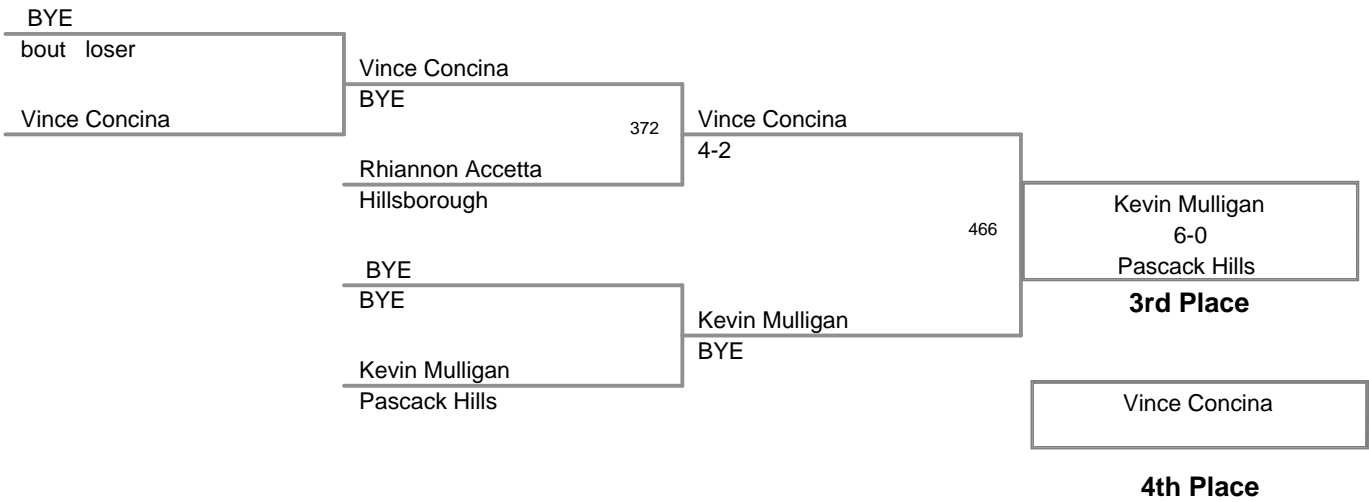 BYE
bout loser
Vince Concina
Vince Concina
BYE
372
Rhiannon Accetta
Hillsborough
BYE
BYE
Kevin Mulligan
Pascack Hills
Vince Concina
4-2
466
Kevin Mulligan
BYE
Kevin Mulligan
6-0
Pascack Hills
3rd Place
Vince Concina
4th Place